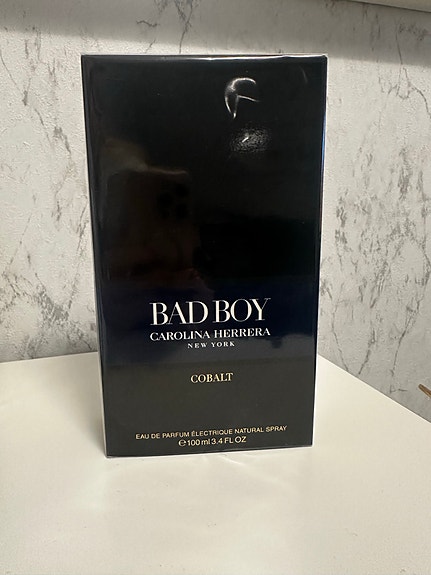 BAD BOY
CAROLINA HERRERA
NEW YORK
COBALT
EAU DE PARFUM ÉLECTRIQUE NATURAL SPRAY
℮100 ml 3.4 FL OZ